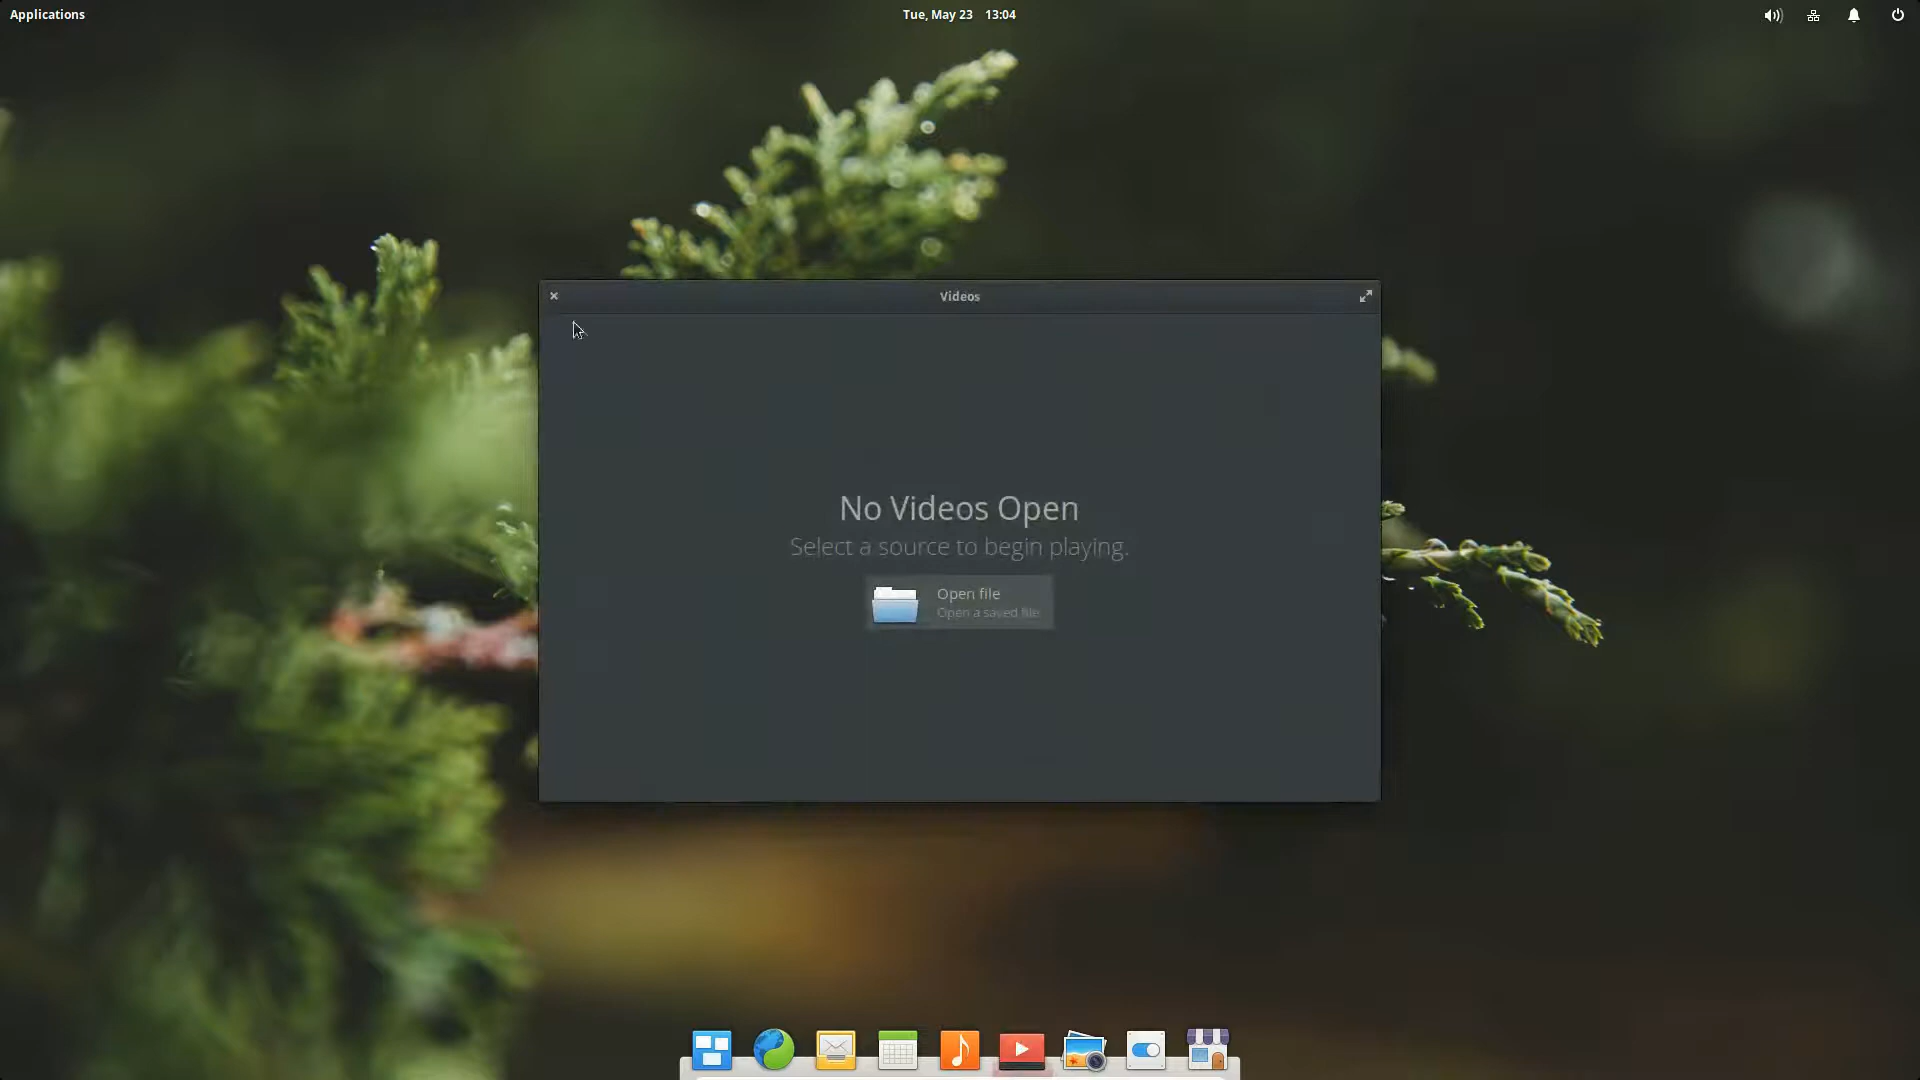 Applications
Tue, May 23 13:04
Videos
No Videos Open
Select a source to begin playing.
Open file
Open a saved file.